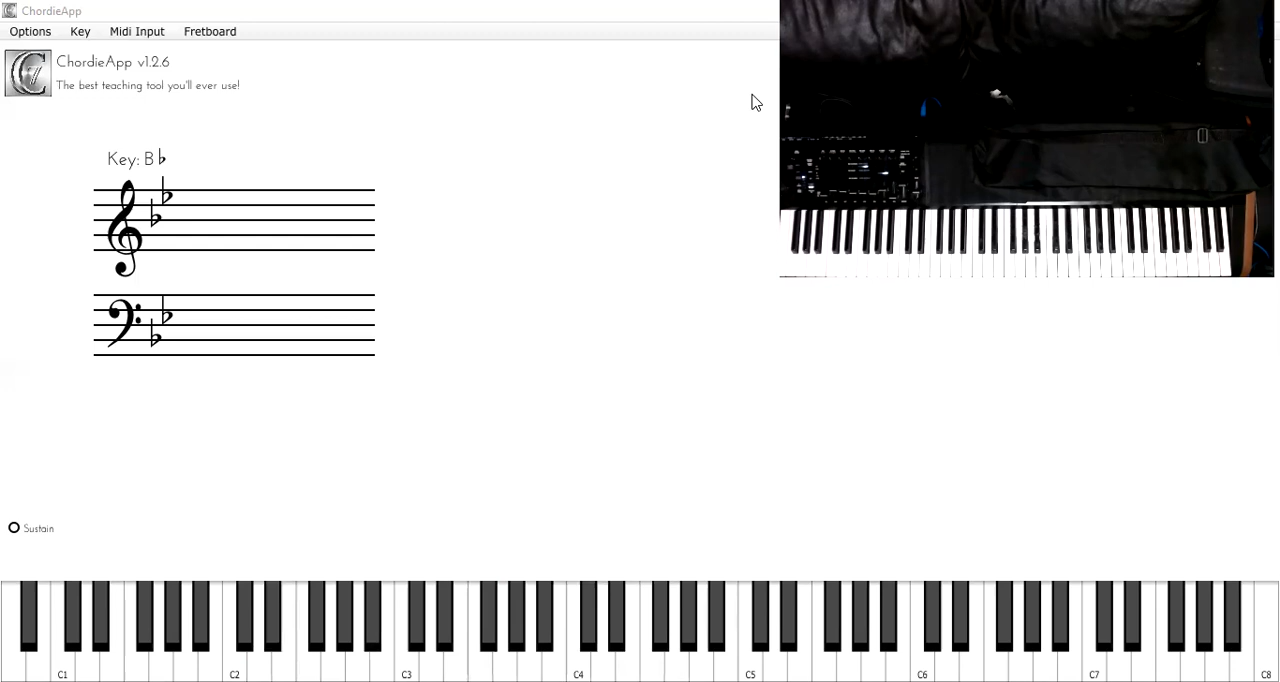 ChordieApp
Options Key Midi Input Fretboard
ChordieApp v1.2.6
The best teaching tool you'll ever use!
Key: B♭
Sustain
C1 C2 C3 C4 C5 C6 C7 C8